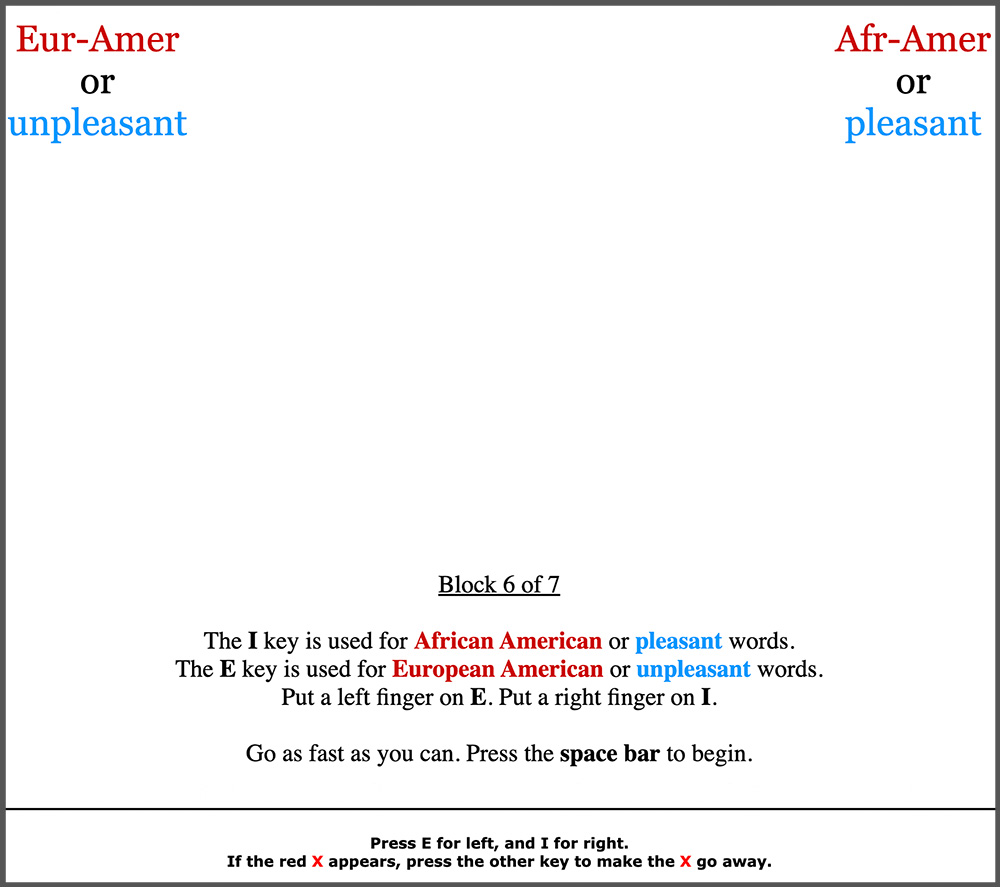 Eur-Amer
or
unpleasant
Afr-Amer
or
pleasant
Block 6 of 7
The I key is used for African American or pleasant words.
The E key is used for European American or unpleasant words.
Put a left finger on E. Put a right finger on I.
Go as fast as you can. Press the space bar to begin.
Press E for left, and I for right.
If the red X appears, press the other key to make the X go away.